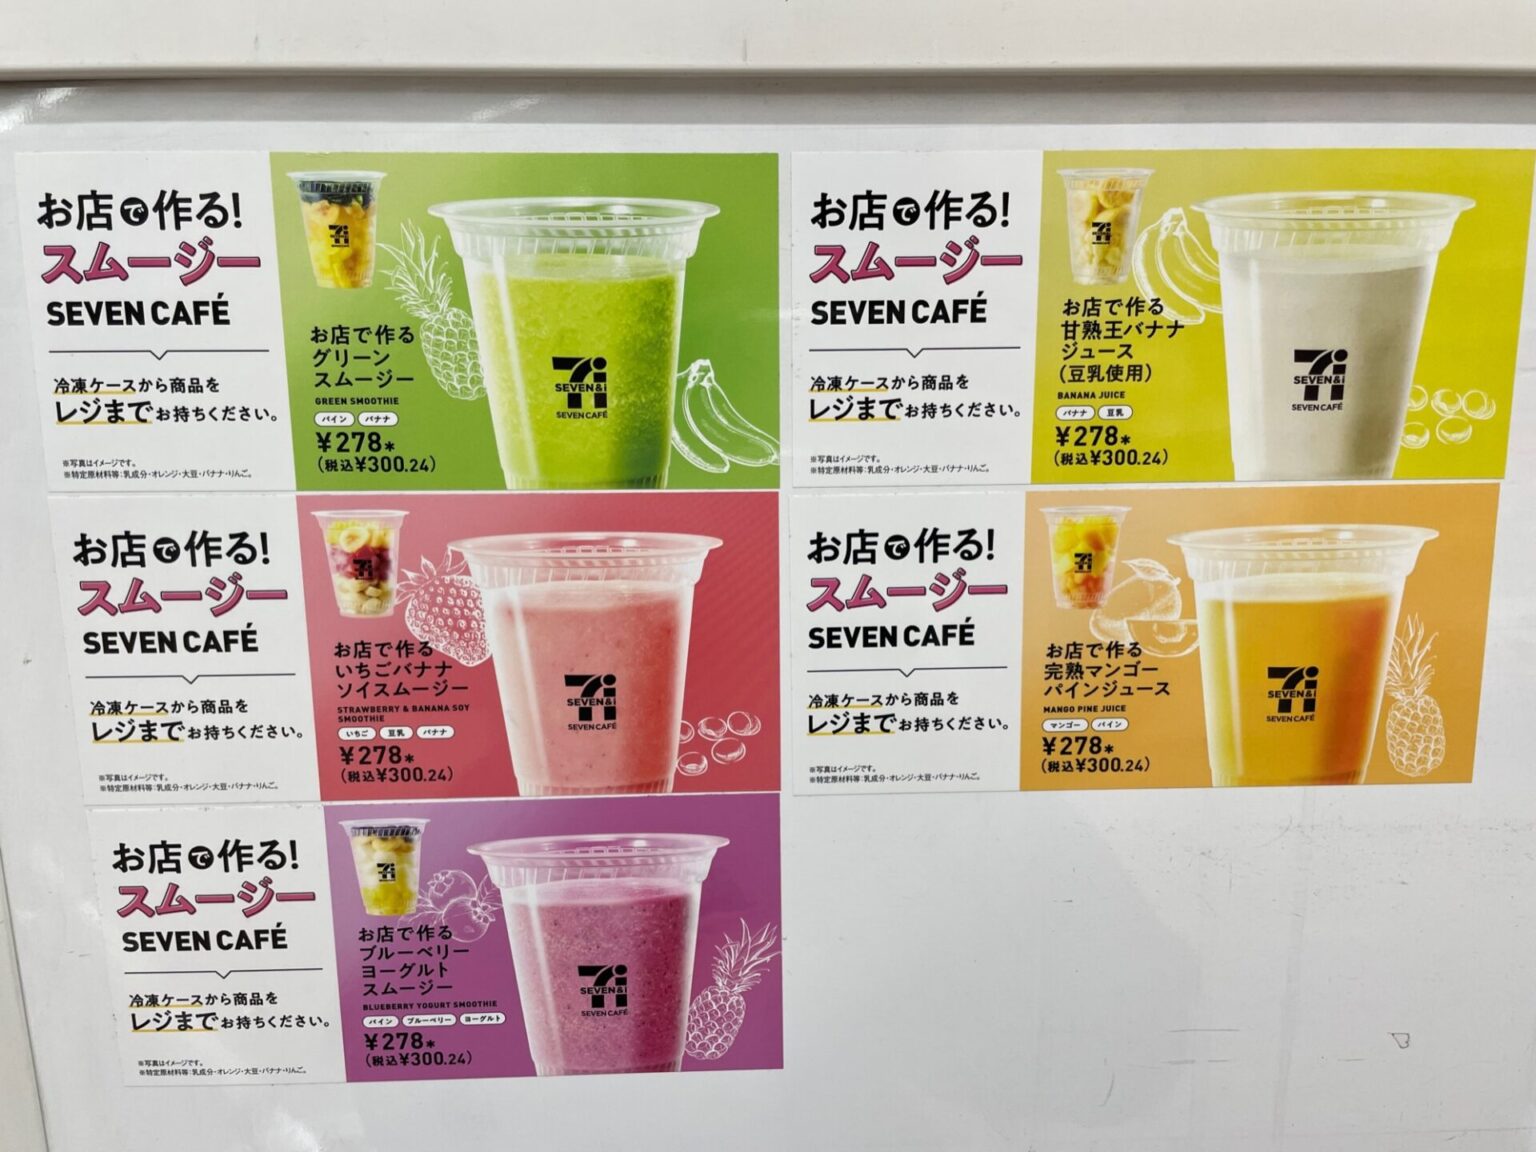 お店で作る!
スムージー
SEVEN CAFÉ
冷凍ケースから商品を
レジまでお持ちください。
※写真はイメージです。
※特定原材料等:乳成分・オレンジ・大豆・バナナ・りんご。
お店で作る
グリーン
スムージー
GREEN SMOOTHIE
パイン バナナ
¥278*
(税込¥300.24)
SEVEN&i
SEVEN CAFÉ
お店で作る!
スムージー
SEVEN CAFÉ
冷凍ケースから商品を
レジまでお持ちください。
※写真はイメージです。
※特定原材料等:乳成分・オレンジ・大豆・バナナ・りんご。
お店で作る
甘熟王バナナ
ジュース
(豆乳使用)
BANANA JUICE
バナナ 豆乳
¥278*
(税込¥300.24)
SEVEN&i
SEVEN CAFÉ
お店で作る!
スムージー
SEVEN CAFÉ
冷凍ケースから商品を
レジまでお持ちください。
※写真はイメージです。
※特定原材料等:乳成分・オレンジ・大豆・バナナ・りんご。
お店で作る
いちごバナナ
ソイスムージー
STRAWBERRY & BANANA SOY
SMOOTHIE
いちご 豆乳 バナナ
¥278*
(税込¥300.24)
SEVEN&i
SEVEN CAFÉ
お店で作る!
スムージー
SEVEN CAFÉ
冷凍ケースから商品を
レジまでお持ちください。
※写真はイメージです。
※特定原材料等:乳成分・オレンジ・大豆・バナナ・りんご。
お店で作る
完熟マンゴー
パインジュース
MANGO PINE JUICE
マンゴー パイン
¥278*
(税込¥300.24)
SEVEN&i
SEVEN CAFÉ
お店で作る!
スムージー
SEVEN CAFÉ
冷凍ケースから商品を
レジまでお持ちください。
※写真はイメージです。
※特定原材料等:乳成分・オレンジ・大豆・バナナ・りんご。
お店で作る
ブルーベリー
ヨーグルト
スムージー
BLUEBERRY YOGURT SMOOTHIE
パイン ブルーベリー ヨーグルト
¥278*
(税込¥300.24)
SEVEN&i
SEVEN CAFÉ